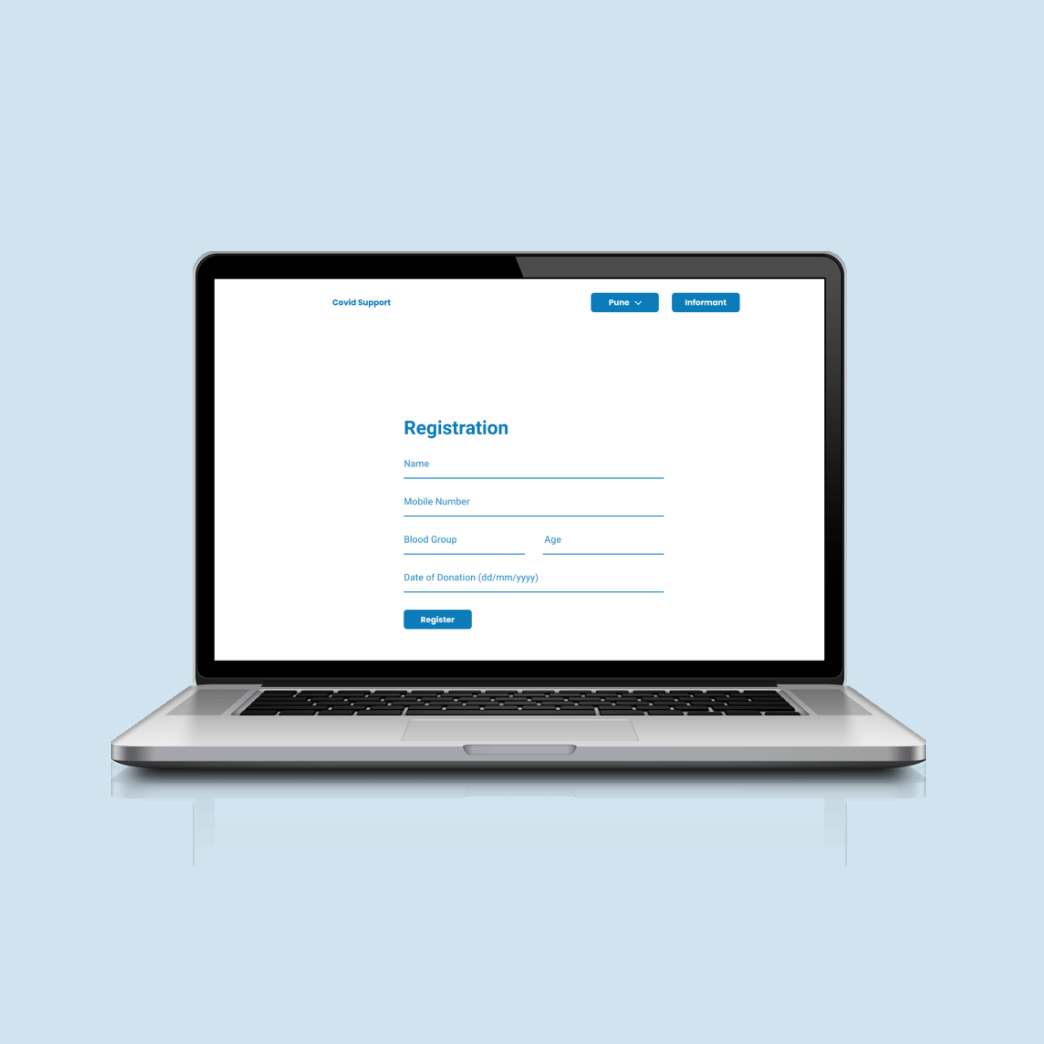 Covid Support
Pune
Informant
Registration
Name
Mobile Number
Blood Group
Age
Date of Donation (dd/mm/yyyy)
Register